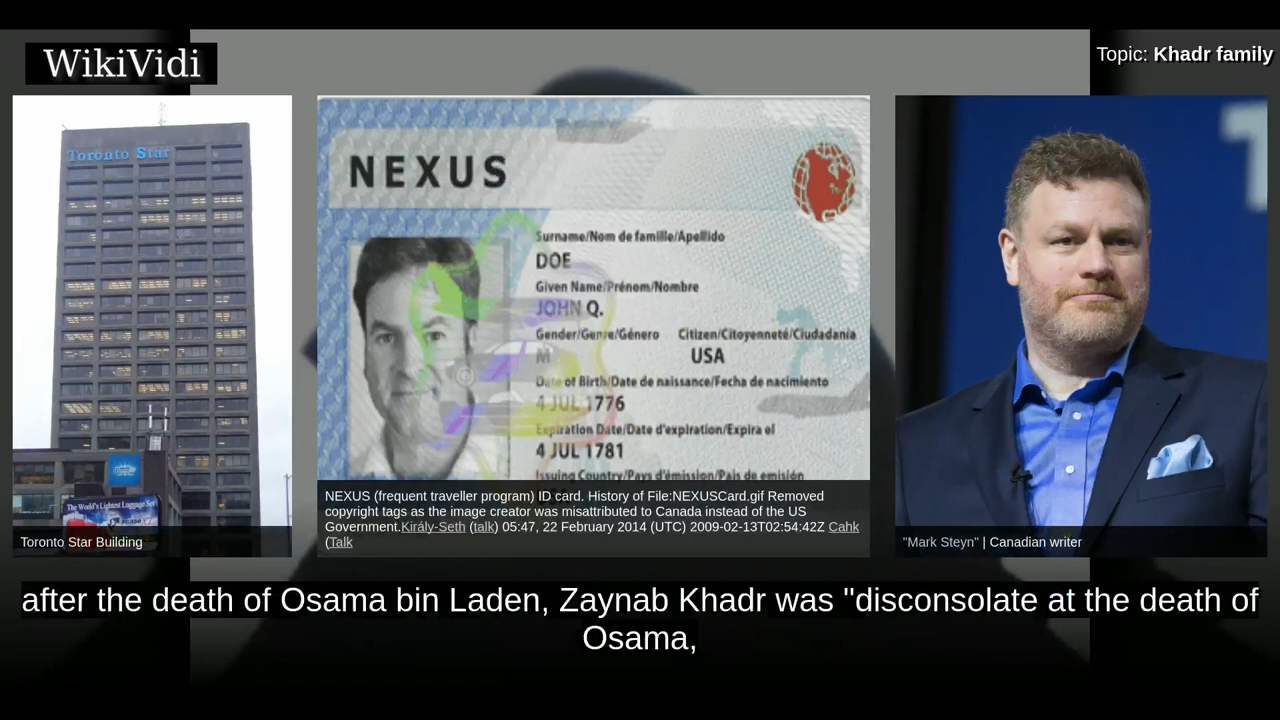 WikiVidi
Topic: Khadr family
Toronto Star
The World's Lightest Luggage Set
Toronto Star Building
NEXUS
Surname/Nom de famille/Apellido
DOE
Given Name/Prénom/Nombre
JOHN Q.
Gender/Genre/Género Citizen/Citoyenneté/Ciudadania
M USA
Date of Birth/Date de naissance/Fecha de nacimiento
4 JUL 1776
Expiration Date/Date d'expiration/Expira el
4 JUL 1781
Issuing Country/Pays d'émission/Pais de emisión
NEXUS (frequent traveller program) ID card. History of File:NEXUSCard.gif Removed
copyright tags as the image creator was misattributed to Canada instead of the US
Government.Király-Seth (talk) 05:47, 22 February 2014 (UTC) 2009-02-13T02:54:42Z Cahk
(Talk
"Mark Steyn" | Canadian writer
after the death of Osama bin Laden, Zaynab Khadr was "disconsolate at the death of
Osama,